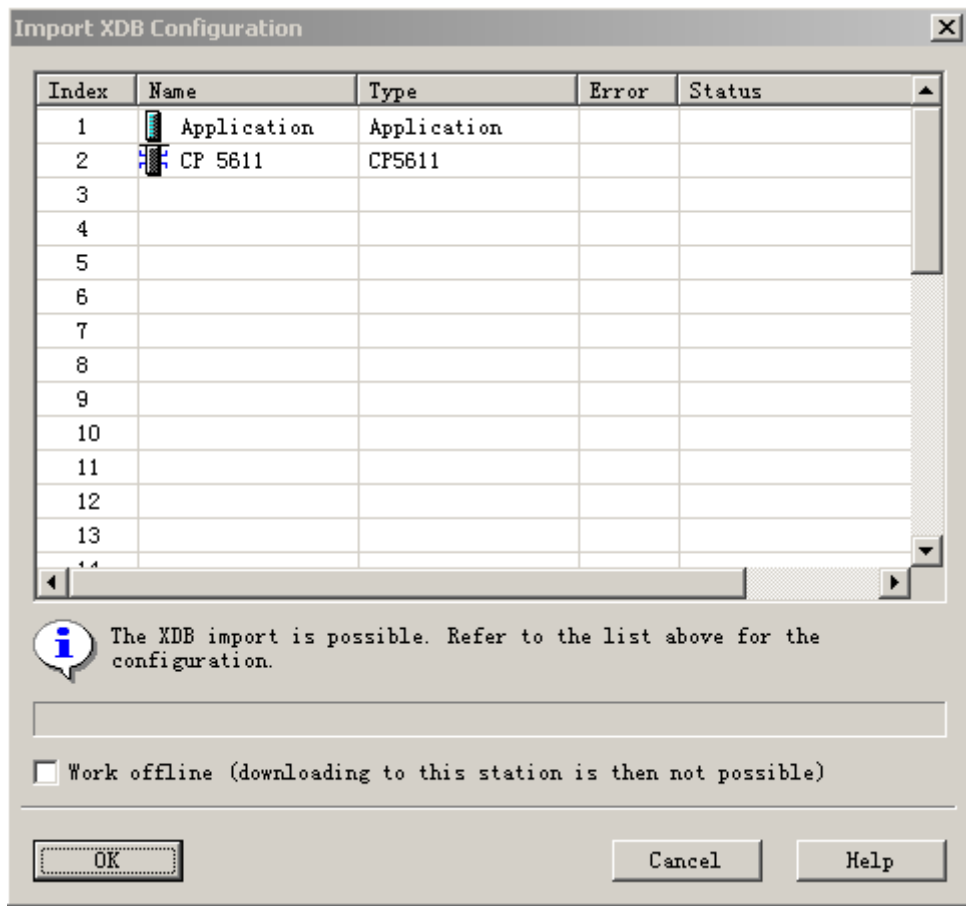 Import XDB Configuration
Index Name Type Error Status
1 Application Application
2 CP 5611 CP5611
3
4
5
6
7
8
9
10
11
12
13
14
The XDB import is possible. Refer to the list above for the
configuration.
Work offline (downloading to this station is then not possible)
OK Cancel Help